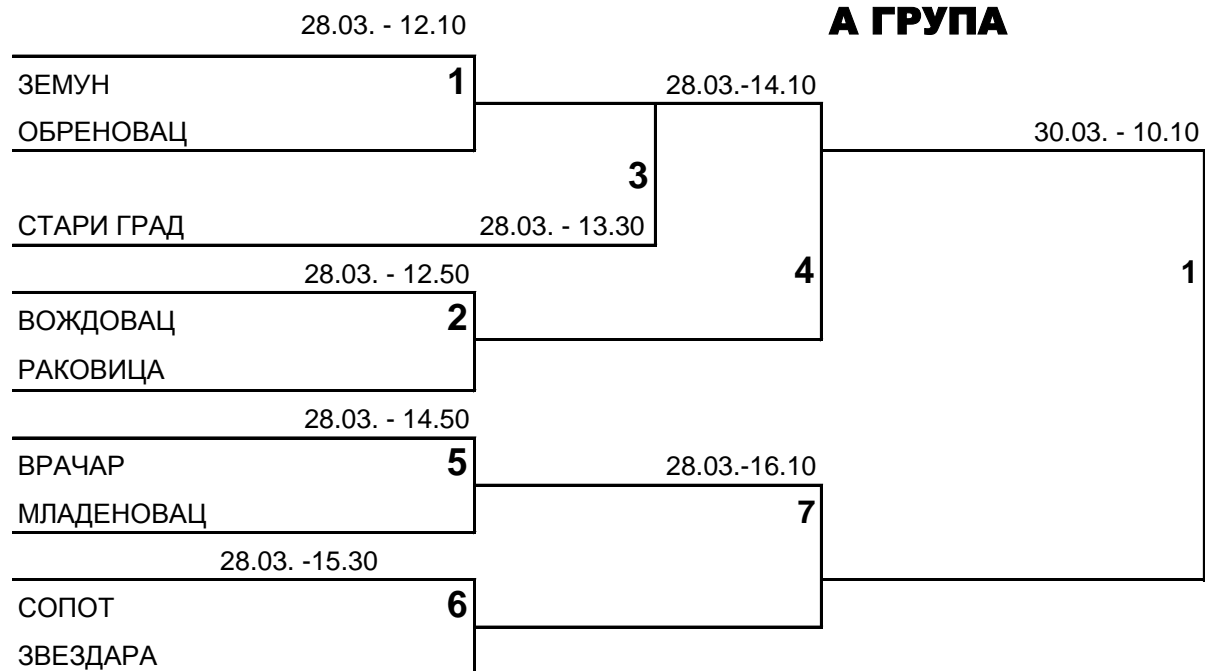 А ГРУПА
28.03. - 12.10
ЗЕМУН 1
28.03.-14.10
ОБРЕНОВАЦ
30.03. - 10.10
3
СТАРИ ГРАД 28.03. - 13.30
28.03. - 12.50
4
1
ВОЖДОВАЦ 2
РАКОВИЦА
28.03. - 14.50
ВРАЧАР 5
28.03.-16.10
МЛАДЕНОВАЦ
7
28.03. -15.30
СОПОТ 6
ЗВЕЗДАРА